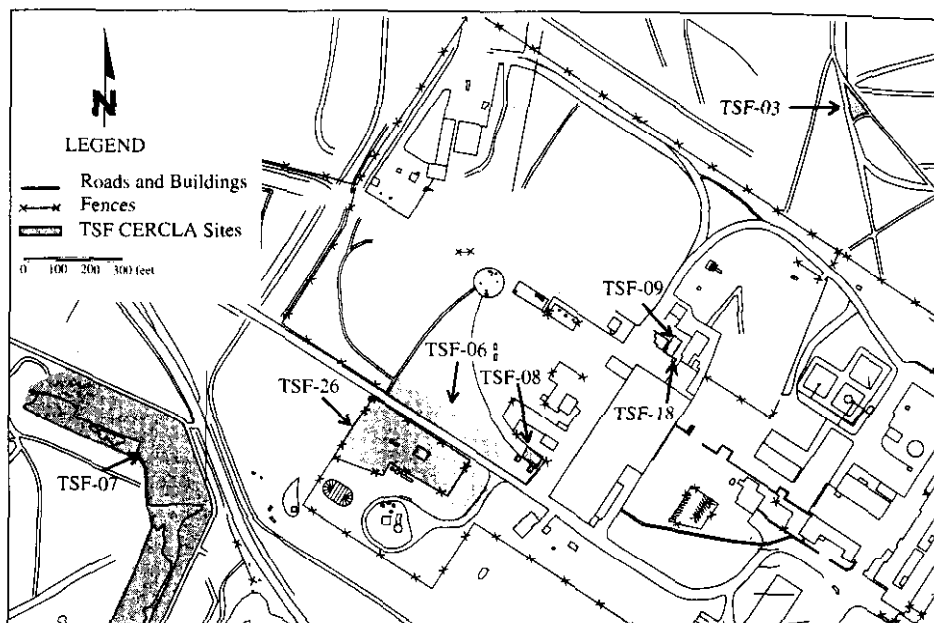 N
LEGEND
Roads and Buildings
Fences
TSF CERCLA Sites
0 100 200 300 feet
TSF-03
TSF-09
TSF-06
TSF-08
TSF-26
TSF-18
TSF-07